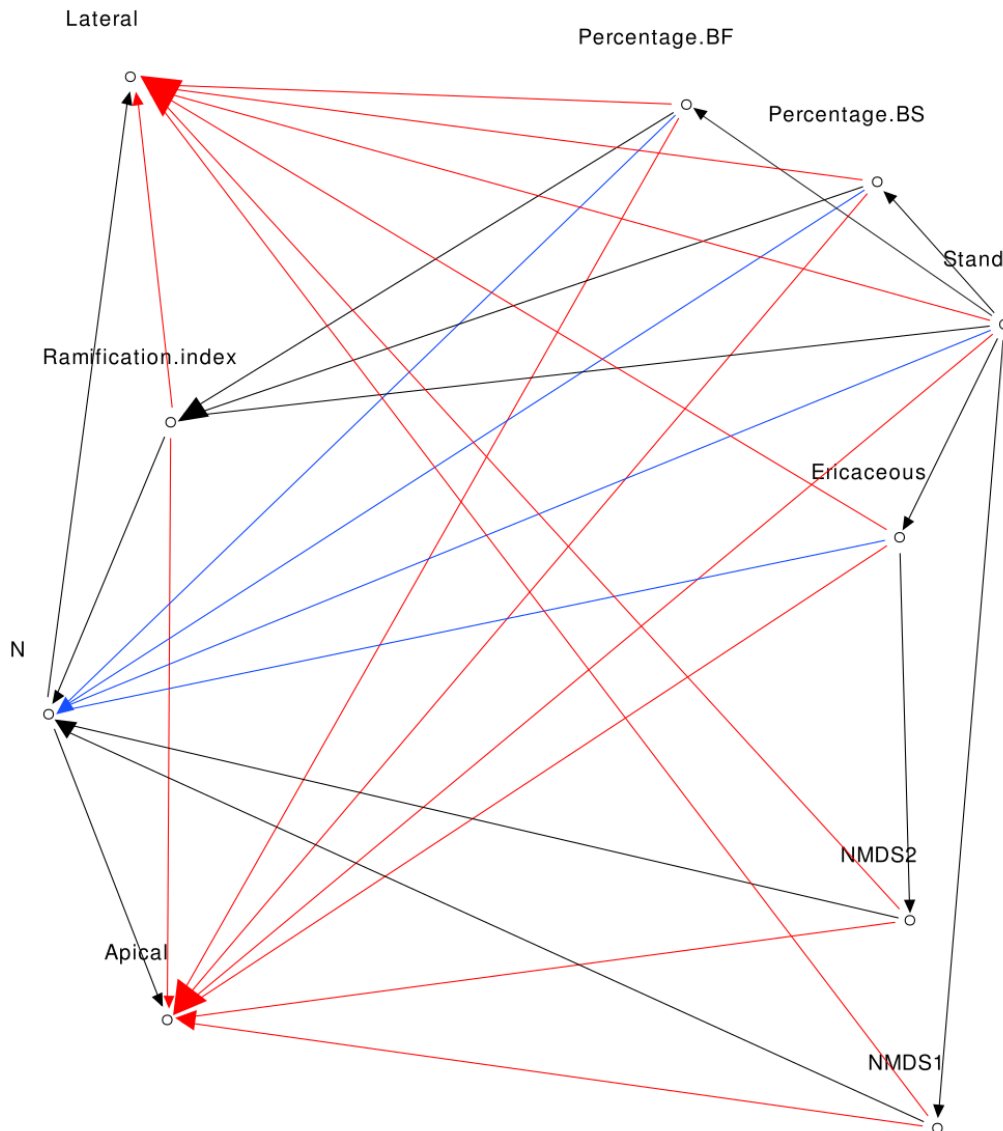 Lateral
Percentage.BF
Percentage.BS
Stand
Ramification.index
Ericaceous
N
NMDS2
Apical
NMDS1